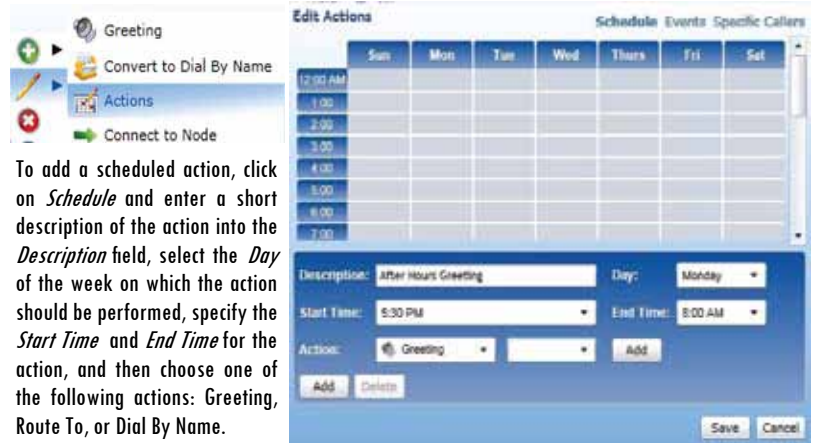 Greeting
Convert to Dial By Name
Actions
Connect to Node
To add a scheduled action, click
on Schedule and enter a short
description of the action into the
Description field, select the Day
of the week on which the action
should be performed, specify the
Start Time and End Time for the
action, and then choose one of
the following actions: Greeting,
Route To, or Dial By Name.
Edit Actions
Schedule Events Specific Callers
Sun Mon Tue Wed Thurs Fri Sat
12:00 AM
1:00
2:00
3:00
4:00
5:00
6:00
7:00
Description: After Hours Greeting Day: Monday
Start Time: 5:30 PM End Time: 8:00 AM
Action: Greeting Add
Add Delete
Save Cancel